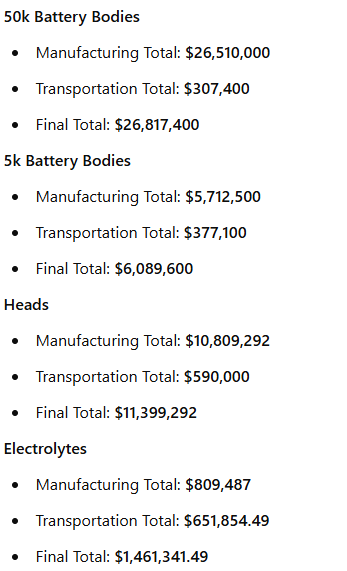 50k Battery Bodies
• Manufacturing Total: $26,510,000
• Transportation Total: $307,400
• Final Total: $26,817,400
5k Battery Bodies
• Manufacturing Total: $5,712,500
• Transportation Total: $377,100
• Final Total: $6,089,600
Heads
• Manufacturing Total: $10,809,292
• Transportation Total: $590,000
• Final Total: $11,399,292
Electrolytes
• Manufacturing Total: $809,487
• Transportation Total: $651,854.49
• Final Total: $1,461,341.49